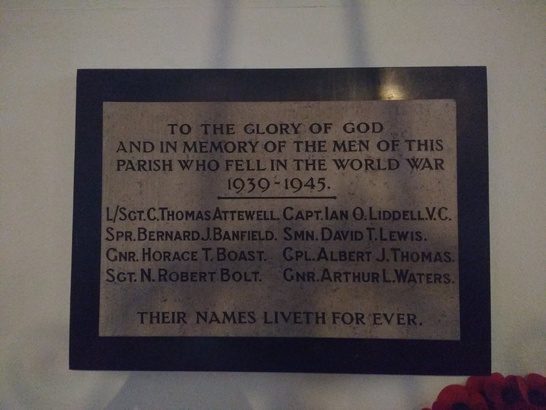 TO THE GLORY OF GOD
AND IN MEMORY OF THE MEN OF THIS
PARISH WHO FELL IN THE WORLD WAR
1939-1945.
L/SGT.C.THOMAS ATTEWELL. CAPT.IAN O.LIDDELL.V.C.
SPR.BERNARD J.BANFIELD. SMN.DAVID T.LEWIS.
GNR.HORACE T.BOAST. CPL.ALBERT J.THOMAS.
SGT.N.ROBERT BOLT. GNR.ARTHUR L.WATERS.
THEIR NAMES LIVETH FOR EVER.